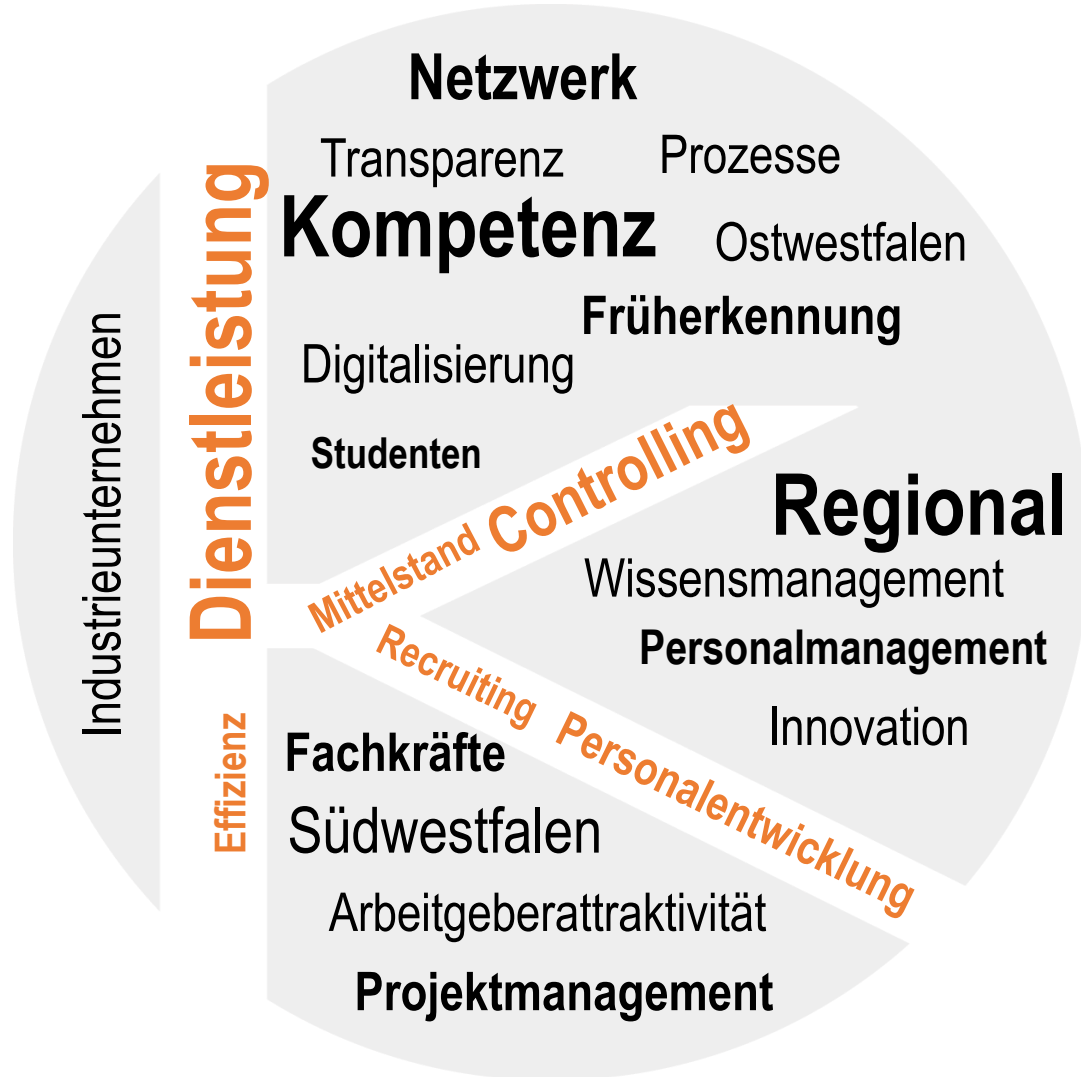 Netzwerk
Transparenz
Prozesse
Kompetenz
Ostwestfalen
Früherkennung
Digitalisierung
Studenten
Industrieunternehmen
Dienstleistung
Effizienz
Mittelstand Controlling
Regional
Wissensmanagement
Personalmanagement
Innovation
Recruiting Personalentwicklung
Fachkräfte
Südwestfalen
Arbeitgeberattraktivität
Projektmanagement